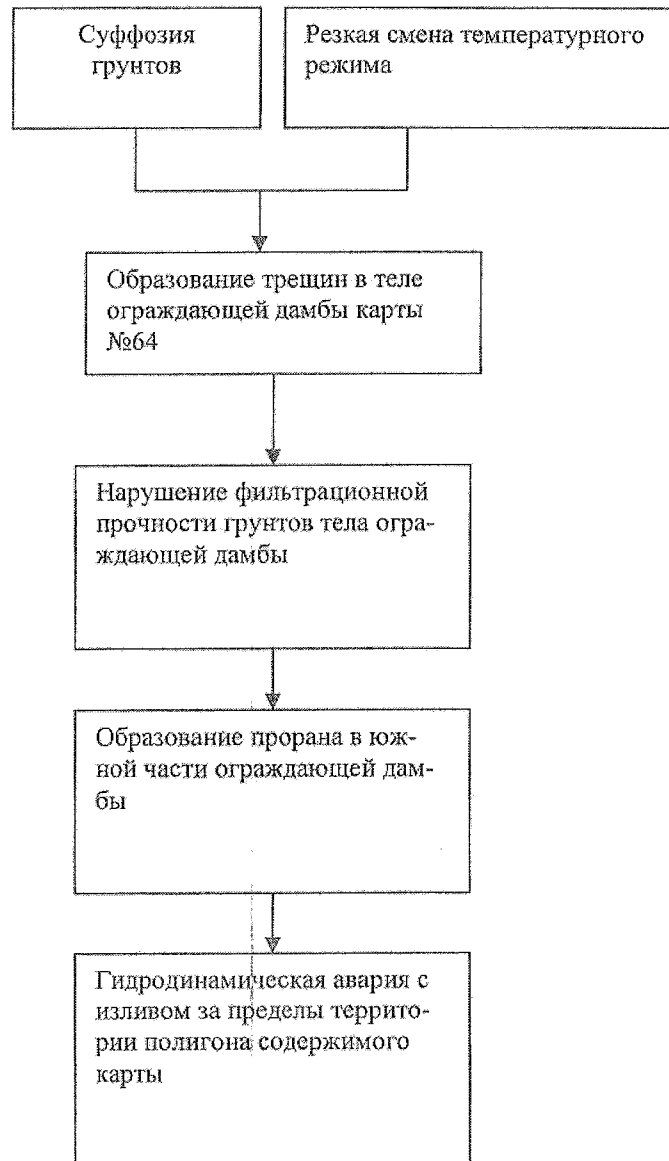 Суффозия
грунтов
Резкая смена температурного
режима
Образование трещин в теле
ограждающей дамбы карты
№64
Нарушение фильтрационной
прочности грунтов тела огра-
ждающей дамбы
Образование прорана в юж-
ной части ограждающей дам-
бы
Гидродинамическая авария с
изливом за пределы террито-
рии полигона содержимого
карты